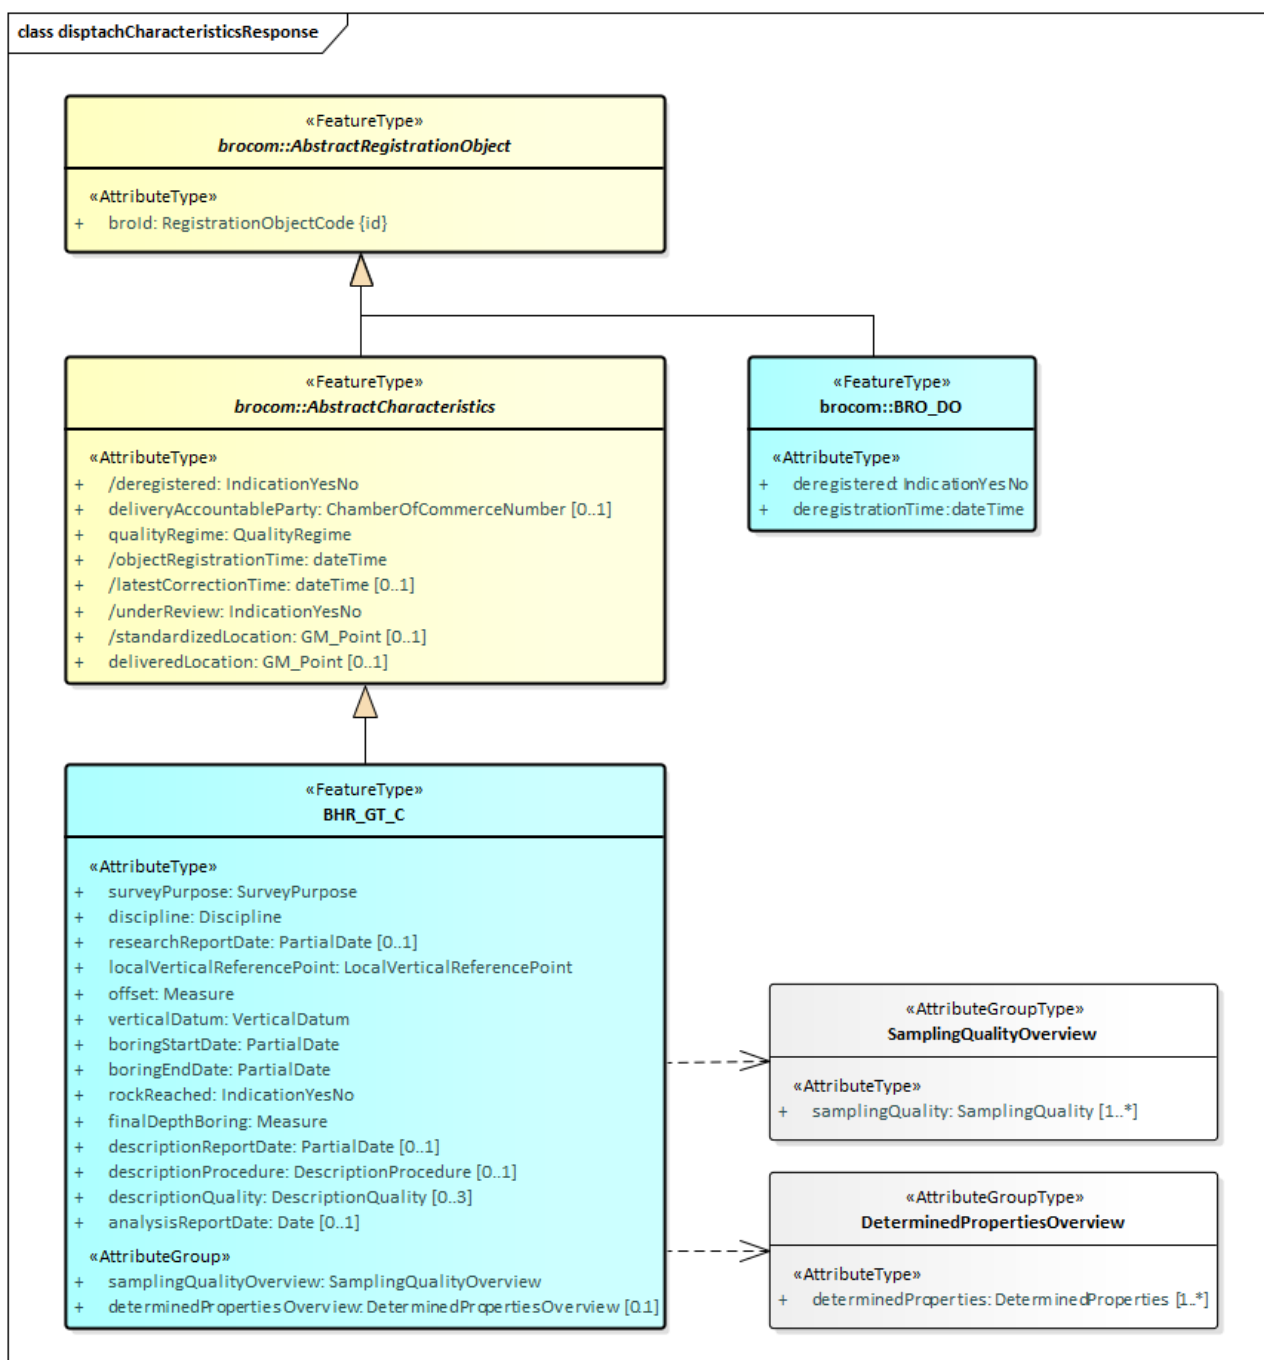 class disptachCharacteristicsResponse
«FeatureType»
brocom::AbstractRegistrationObject
«AttributeType»
+ broId: RegistrationObjectCode {id}
«FeatureType»
brocom::AbstractCharacteristics
«AttributeType»
+ /deregistered: IndicationYesNo
+ deliveryAccountableParty: ChamberOfCommerceNumber [0..1]
+ qualityRegime: QualityRegime
+ /objectRegistrationTime: dateTime
+ /latestCorrectionTime: dateTime [0..1]
+ /underReview: IndicationYesNo
+ /standardizedLocation: GM_Point [0..1]
+ deliveredLocation: GM_Point [0..1]
«FeatureType»
brocom::BRO_DO
«AttributeType»
+ deregistered: IndicationYesNo
+ deregistrationTime: dateTime
«FeatureType»
BHR_GT_C
«AttributeType»
+ surveyPurpose: SurveyPurpose
+ discipline: Discipline
+ researchReportDate: PartialDate [0..1]
+ localVerticalReferencePoint: LocalVerticalReferencePoint
+ offset: Measure
+ verticalDatum: VerticalDatum
+ boringStartDate: PartialDate
+ boringEndDate: PartialDate
+ rockReached: IndicationYesNo
+ finalDepthBoring: Measure
+ descriptionReportDate: PartialDate [0..1]
+ descriptionProcedure: DescriptionProcedure [0..1]
+ descriptionQuality: DescriptionQuality [0..3]
+ analysisReportDate: Date [0..1]
«AttributeGroup»
+ samplingQualityOverview: SamplingQualityOverview
+ determinedPropertiesOverview: DeterminedPropertiesOverview [0..1]
«AttributeGroupType»
SamplingQualityOverview
«AttributeType»
+ samplingQuality: SamplingQuality [1..*]
«AttributeGroupType»
DeterminedPropertiesOverview
«AttributeType»
+ determinedProperties: DeterminedProperties [1..*]